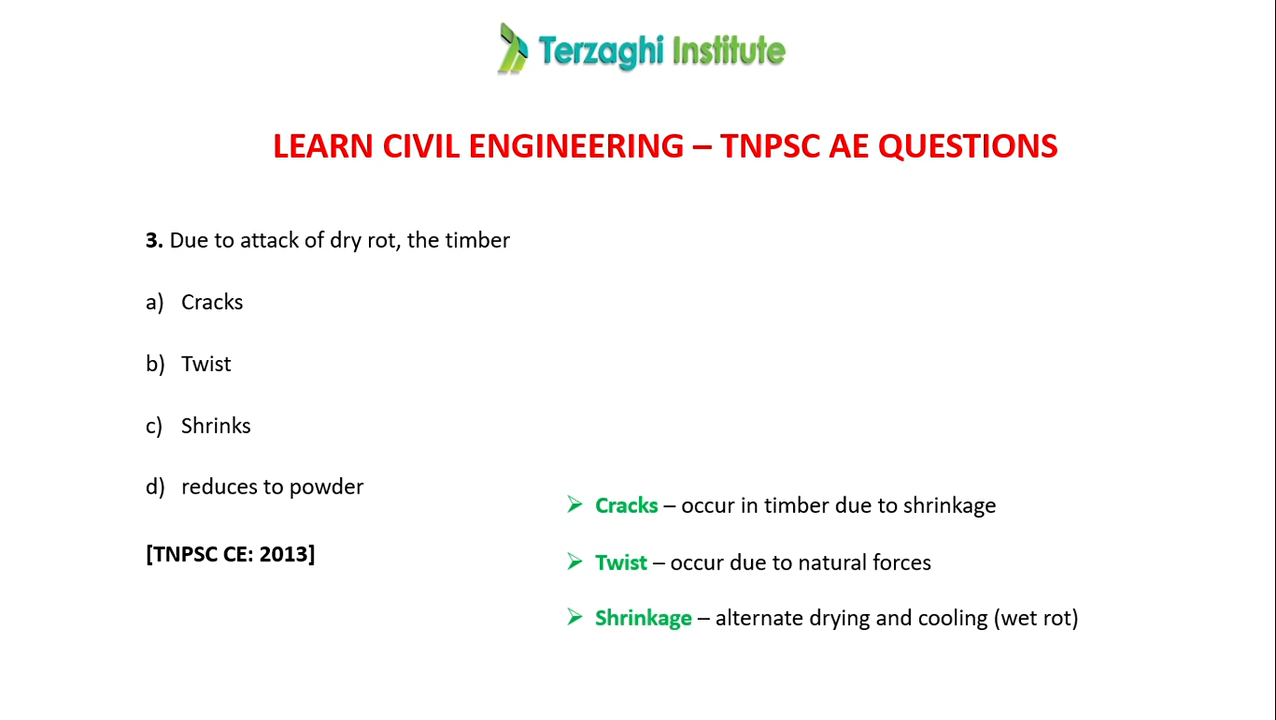 Terzaghi Institute
LEARN CIVIL ENGINEERING – TNPSC AE QUESTIONS
3. Due to attack of dry rot, the timber
a) Cracks
b) Twist
c) Shrinks
d) reduces to powder
[TNPSC CE: 2013]
➢ Cracks – occur in timber due to shrinkage
➢ Twist – occur due to natural forces
➢ Shrinkage – alternate drying and cooling (wet rot)